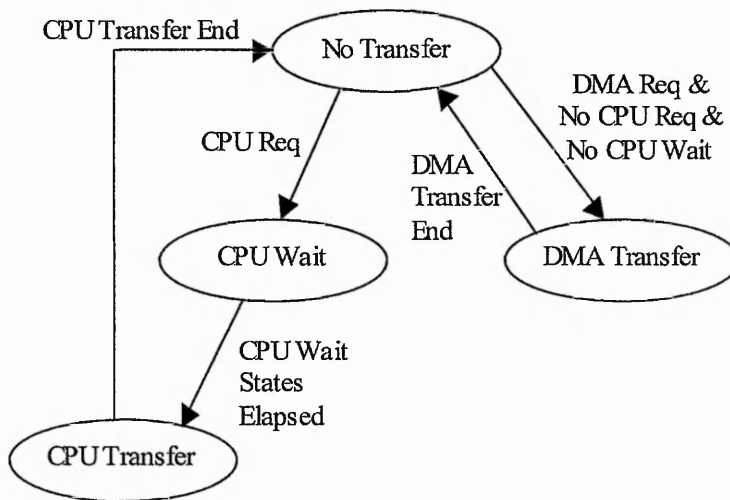 CPU Transfer End
No Transfer
DMA Req &
No CPU Req &
No CPU Wait
CPU Req
DMA
Transfer
End
CPU Wait
DMA Transfer
CPU Wait
States
Elapsed
CPU Transfer